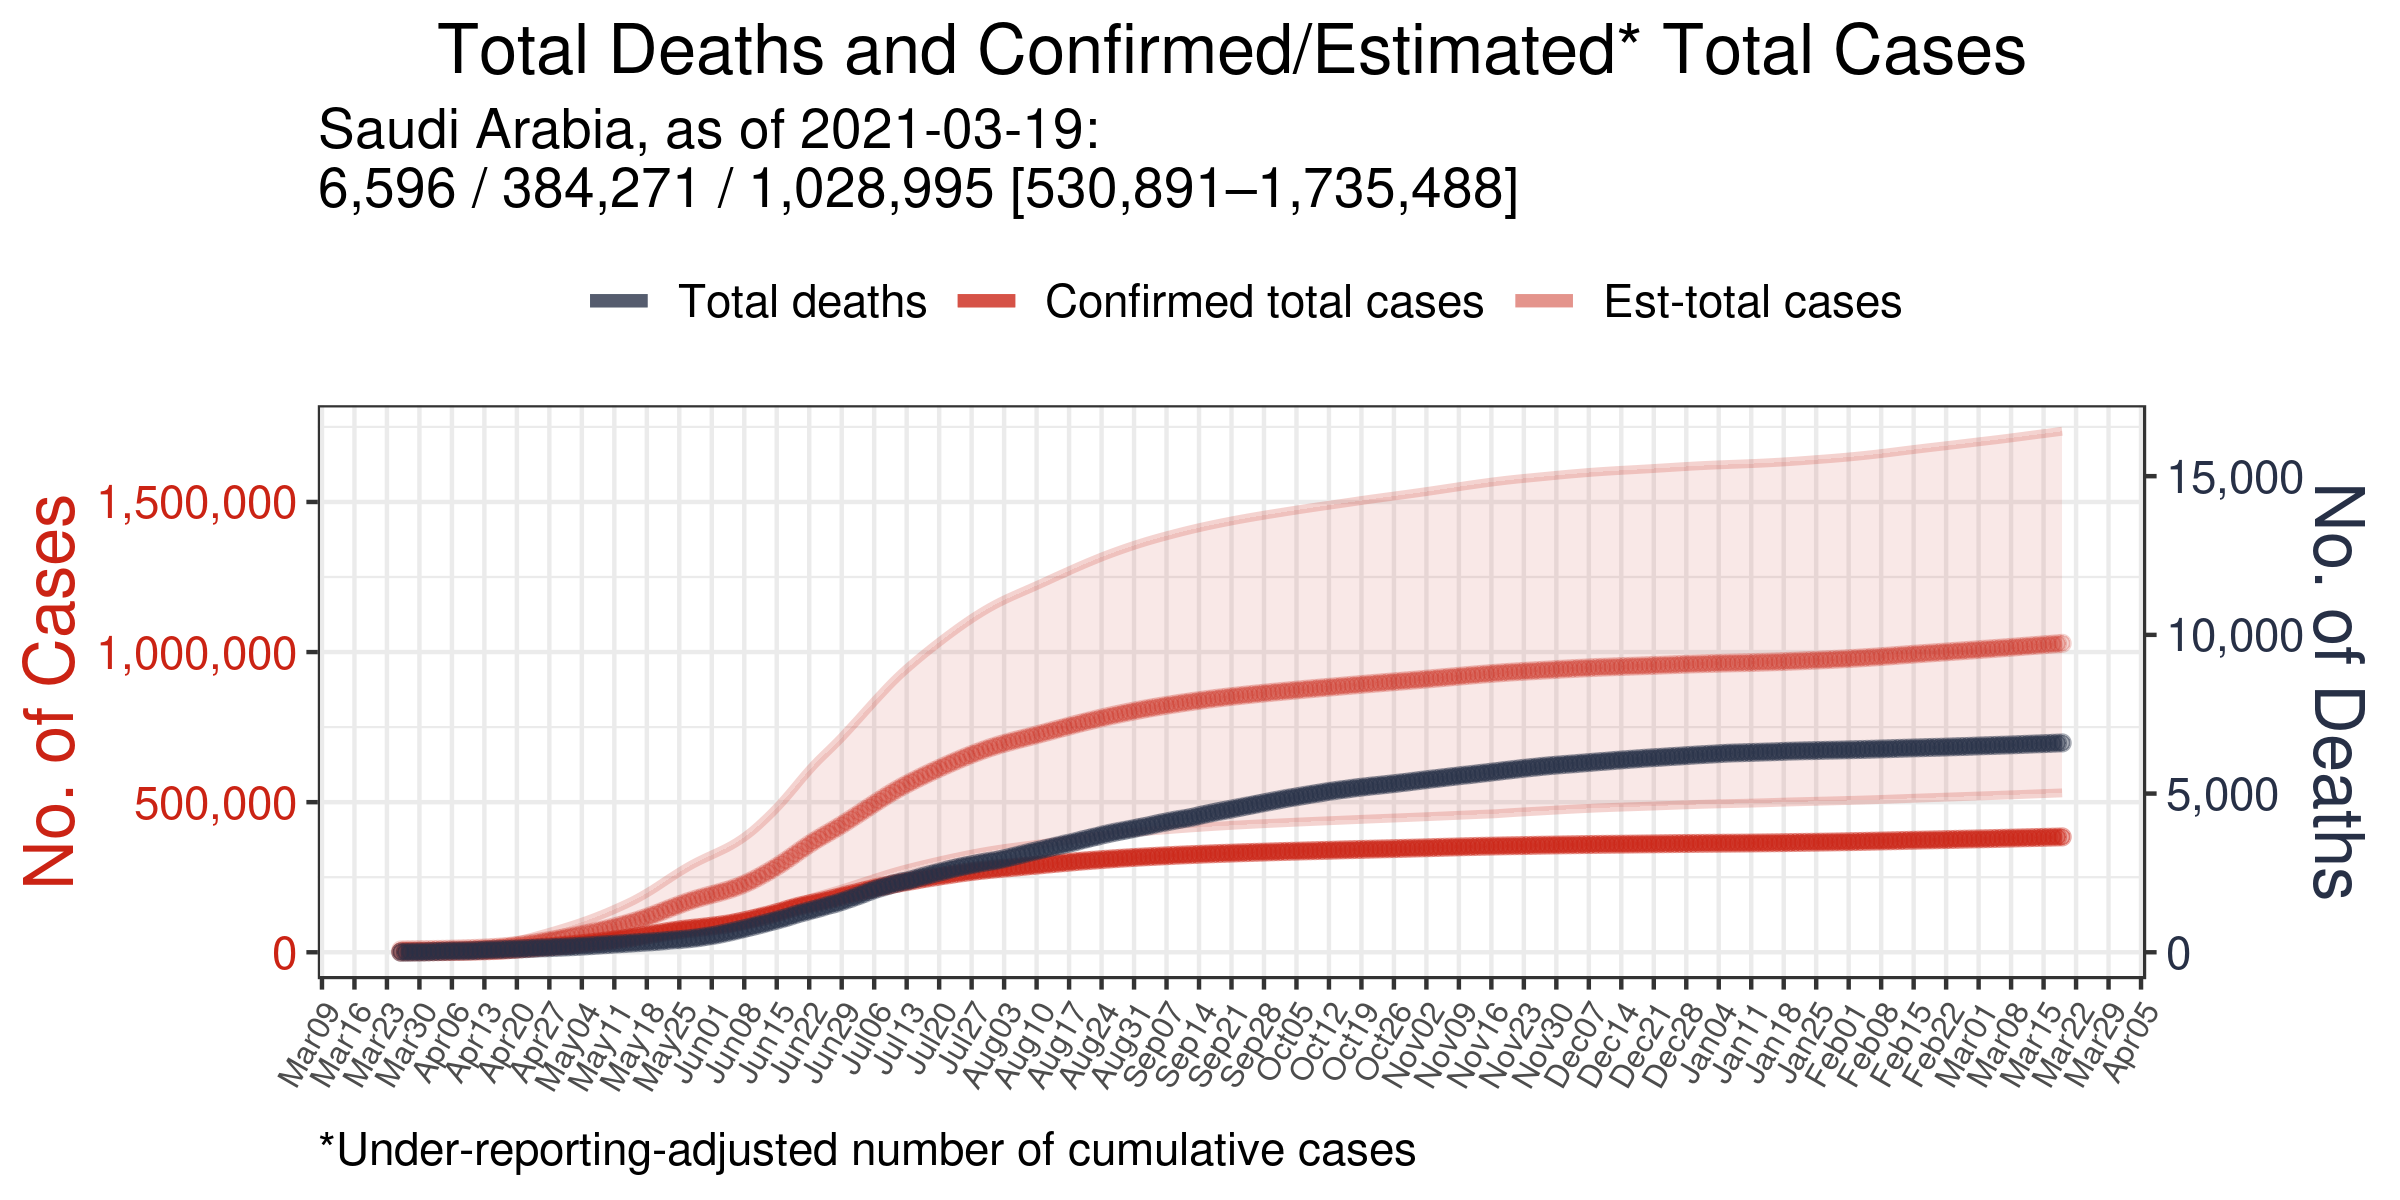 Total Deaths and Confirmed/Estimated* Total Cases
Saudi Arabia, as of 2021-03-19:
6,596 / 384,271 / 1,028,995 [530,891–1,735,488]
Total deaths
Confirmed total cases
Est-total cases
No. of Cases
1,500,000
1,000,000
500,000
0
15,000
10,000
5,000
0
No. of Deaths
Mar09
Mar16
Mar23
Mar30
Apr06
Apr13
Apr20
Apr27
May04
May11
May18
May25
Jun01
Jun08
Jun15
Jun22
Jun29
Jul06
Jul13
Jul20
Jul27
Aug03
Aug10
Aug17
Aug24
Aug31
Sep07
Sep14
Sep21
Sep28
Oct05
Oct12
Oct19
Oct26
Nov02
Nov09
Nov16
Nov23
Nov30
Dec07
Dec14
Dec21
Dec28
Jan04
Jan11
Jan18
Jan25
Feb01
Feb08
Feb15
Feb22
Mar01
Mar08
Mar15
Mar22
Mar29
Apr05
*Under-reporting-adjusted number of cumulative cases